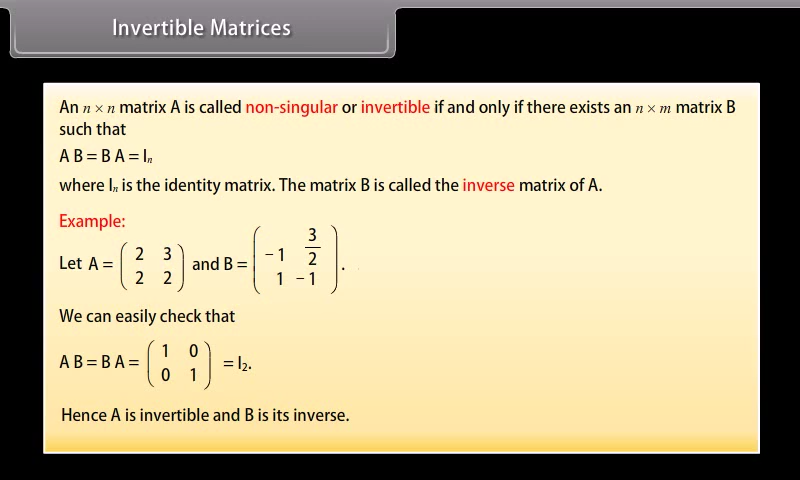 Invertible Matrices
An n × n matrix A is called non-singular or invertible if and only if there exists an n × m matrix B
such that
A B = B A = Iₙ
where Iₙ is the identity matrix. The matrix B is called the inverse matrix of A.
Example:
Let A = ( 2 3 ; 2 2 ) and B = ( −1 3/2 ; 1 −1 ) .
We can easily check that
A B = B A = ( 1 0 ; 0 1 ) = I₂.
Hence A is invertible and B is its inverse.